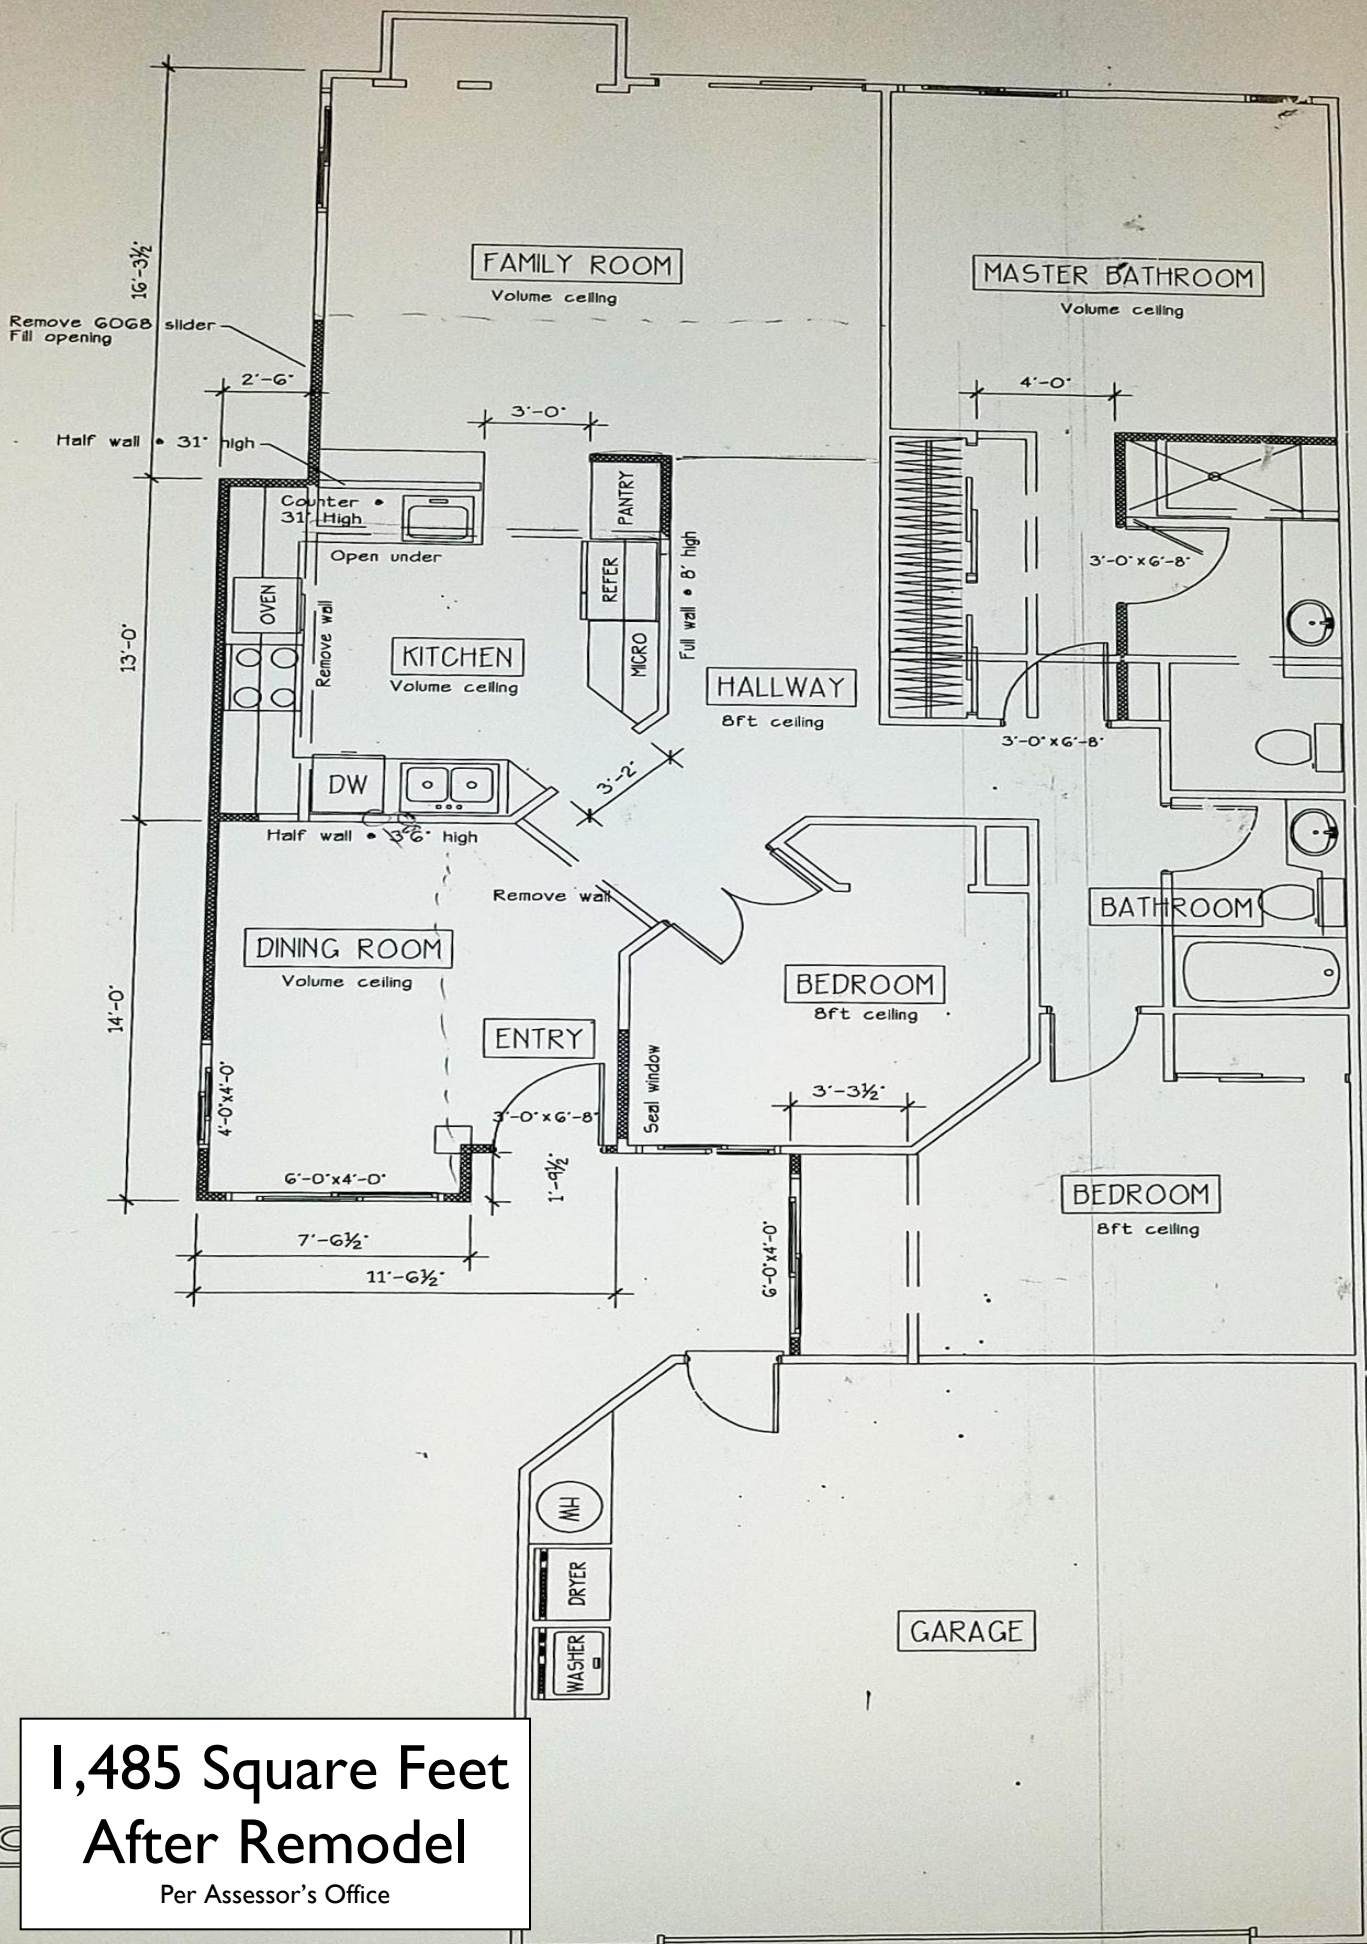 16'-3½"
FAMILY ROOM
Volume ceiling
MASTER BATHROOM
Volume ceiling
Remove 6068 slider
Fill opening
2'-6"
4'-0"
3'-0"
Half wall @ 31" high
Counter @
31" High
Open under
PANTRY
REFER
MICRO
Full wall @ 8' high
OVEN
Remove wall
3'-0"x6'-8"
13'-0"
KITCHEN
Volume ceiling
HALLWAY
8ft ceiling
3'-0"x6'-8"
DW
3'-2"
Half wall @ 36" high
Remove wall
BATHROOM
DINING ROOM
Volume ceiling
BEDROOM
8ft ceiling
14'-0"
ENTRY
Seal window
4'-0"x4'-0"
3'-0"x6'-8"
3'-3½"
6'-0"x4'-0"
1'-9½"
BEDROOM
8ft ceiling
7'-6½"
11'-6½"
6'-0"x4'-0"
WH
DRYER
WASHER
GARAGE
1,485 Square Feet
After Remodel
Per Assessor's Office